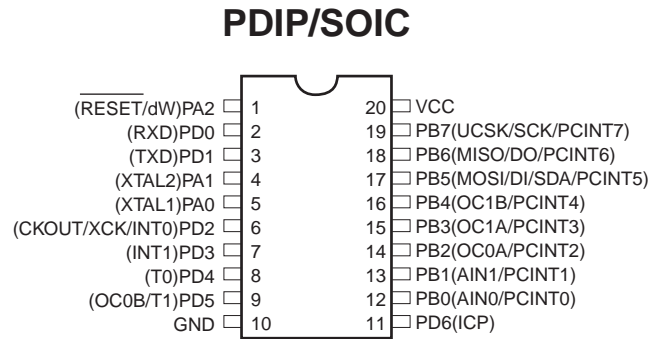 PDIP/SOIC
(RESET/dW)PA2 1 20 VCC
(RXD)PD0 2 19 PB7(UCSK/SCK/PCINT7)
(TXD)PD1 3 18 PB6(MISO/DO/PCINT6)
(XTAL2)PA1 4 17 PB5(MOSI/DI/SDA/PCINT5)
(XTAL1)PA0 5 16 PB4(OC1B/PCINT4)
(CKOUT/XCK/INT0)PD2 6 15 PB3(OC1A/PCINT3)
(INT1)PD3 7 14 PB2(OC0A/PCINT2)
(T0)PD4 8 13 PB1(AIN1/PCINT1)
(OC0B/T1)PD5 9 12 PB0(AIN0/PCINT0)
GND 10 11 PD6(ICP)